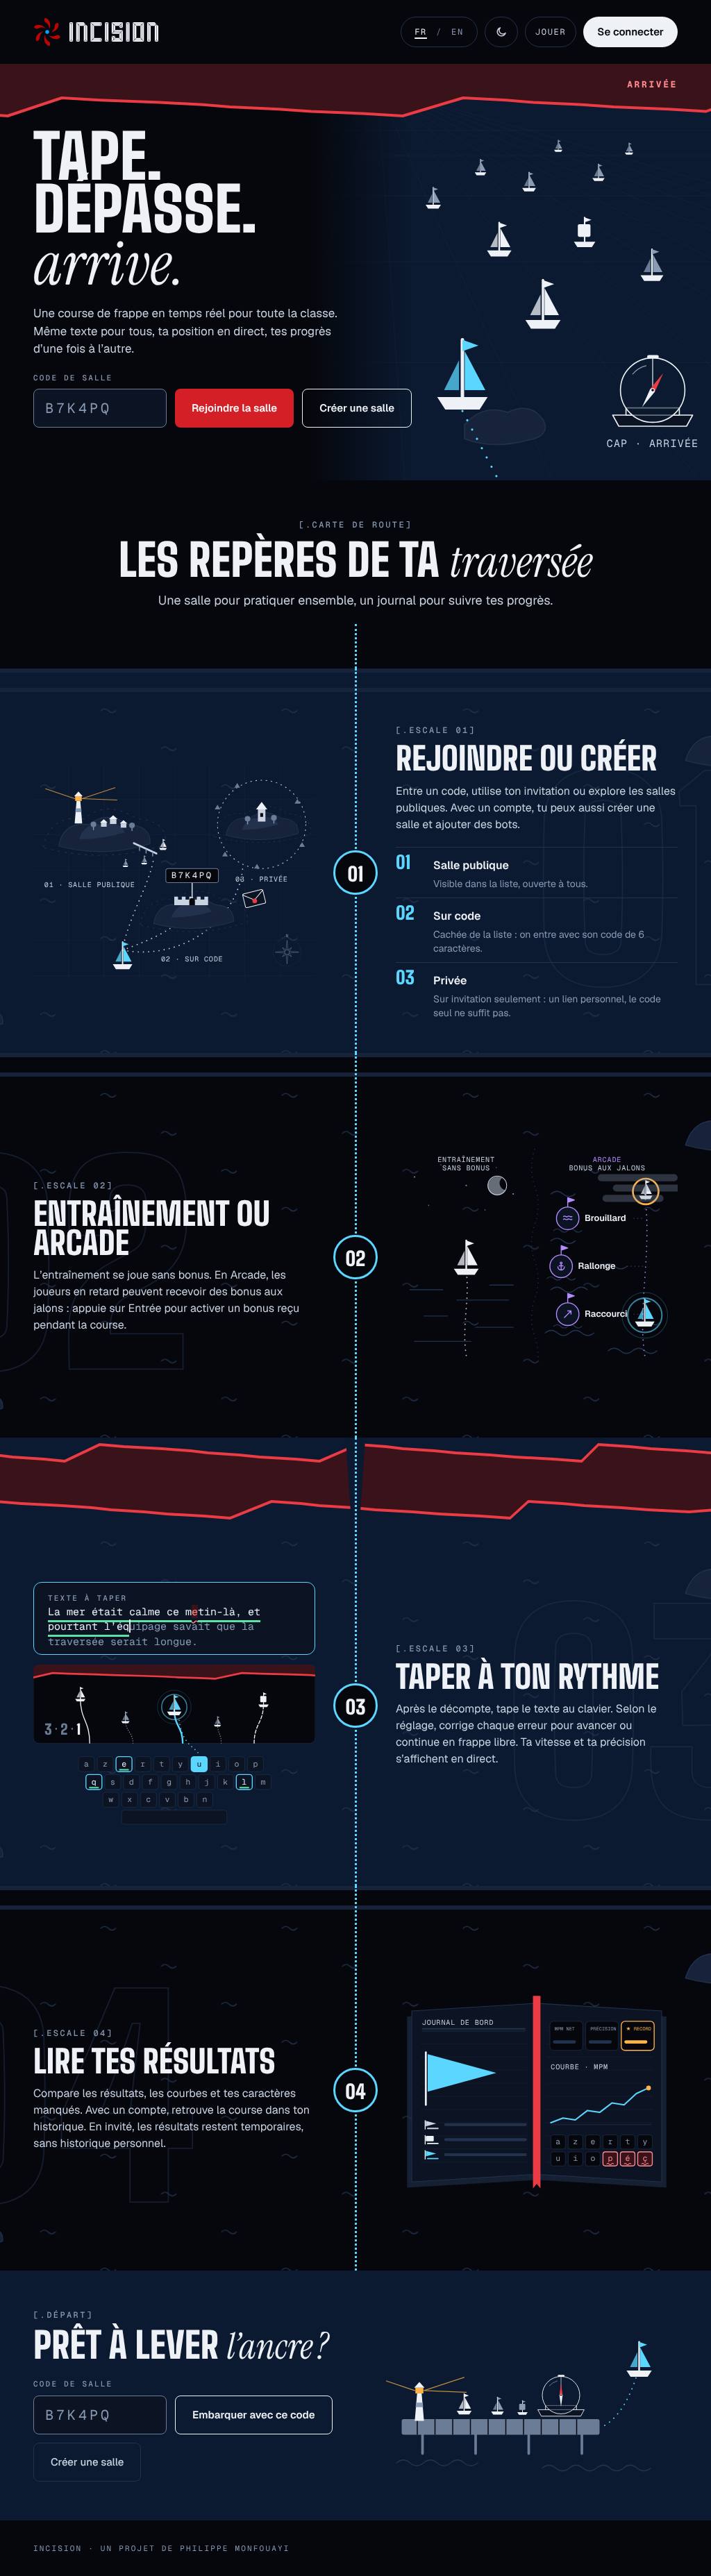 INCISION
FR / EN
JOUER
Se connecter
ARRIVÉE
TAPE.
DÉPASSE.
arrive.
Une course de frappe en temps réel pour toute la classe.
Même texte pour tous, ta position en direct, tes progrès
d’une fois à l’autre.
CODE DE SALLE
B7K4PQ
Rejoindre la salle
Créer une salle
CAP · ARRIVÉE
[.CARTE DE ROUTE]
LES REPÈRES DE TA traversée
Une salle pour pratiquer ensemble, un journal pour suivre tes progrès.
01 · SALLE PUBLIQUE
B7K4PQ
03 · PRIVÉE
02 · SUR CODE
01
[.ESCALE 01]
REJOINDRE OU CRÉER
Entre un code, utilise ton invitation ou explore les salles
publiques. Avec un compte, tu peux aussi créer une
salle et ajouter des bots.
01
Salle publique
Visible dans la liste, ouverte à tous.
02
Sur code
Cachée de la liste : on entre avec son code de 6
caractères.
03
Privée
Sur invitation seulement : un lien personnel, le code
seul ne suffit pas.
01
[.ESCALE 02]
ENTRAÎNEMENT OU
ARCADE
L’entraînement se joue sans bonus. En Arcade, les
joueurs en retard peuvent recevoir des bonus aux
jalons : appuie sur Entrée pour activer un bonus reçu
pendant la course.
02
02
ENTRAÎNEMENT
SANS BONUS
ARCADE
BONUS AUX JALONS
Brouillard
Rallonge
Raccourci
TEXTE À TAPER
La mer était calme ce matin-là, et
pourtant l’équipage savait que la
traversée serait longue.
3·2·1
a z e r t y u i o p
q s d f g h j k l m
w x c v b n
03
[.ESCALE 03]
TAPER À TON RYTHME
Après le décompte, tape le texte au clavier. Selon le
réglage, corrige chaque erreur pour avancer ou
continue en frappe libre. Ta vitesse et ta précision
s’affichent en direct.
03
[.ESCALE 04]
LIRE TES RÉSULTATS
Compare les résultats, les courbes et tes caractères
manqués. Avec un compte, retrouve la course dans ton
historique. En invité, les résultats restent temporaires,
sans historique personnel.
04
04
JOURNAL DE BORD
MPM NET
PRÉCISION
★ RECORD
COURBE · MPM
a z e r t y
u i o p é ç
[.DÉPART]
PRÊT À LEVER l’ancre ?
CODE DE SALLE
B7K4PQ
Embarquer avec ce code
Créer une salle
INCISION · UN PROJET DE PHILIPPE MONFOUAYI